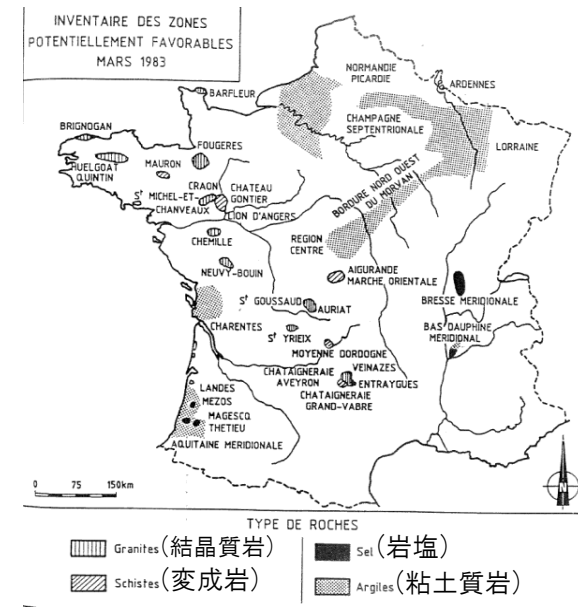 INVENTAIRE DES ZONES
POTENTIELLEMENT FAVORABLES
MARS 1983
NORMANDIE
PICARDIE
ARDENNES
BARFLEUR
CHAMPAGNE
SEPTENTRIONALE
LORRAINE
BRIGNOGAN
FOUGERES
MAURON
HUELGOAT
QUINTIN
CRAON
CHATEAU
GONTIER
St
MICHEL-ET-
CHANVEAUX
LION D'ANGERS
BORDURE NORD OUEST
DU MORVAN
CHEMILLE
REGION
CENTRE
NEUVY-BOUIN
AIGURANDE
MARCHE ORIENTALE
BRESSE MERIDIONALE
St GOUSSAUD
AURIAT
CHARENTES
BAS DAUPHINE
MERIDIONAL
St YRIEIX
MOYENNE DORDOGNE
CHATAIGNERAIE
AVEYRON
VEINAZES
ENTRAYGUES
CHATAIGNERAIE
GRAND-VABRE
LANDES
MEZOS
MAGESCQ
THETIEU
AQUITAINE MERIDIONALE
0 75 150km
N
TYPE DE ROCHES
Granites(結晶質岩)
Sel(岩塩)
Schistes(変成岩)
Argiles(粘土質岩)